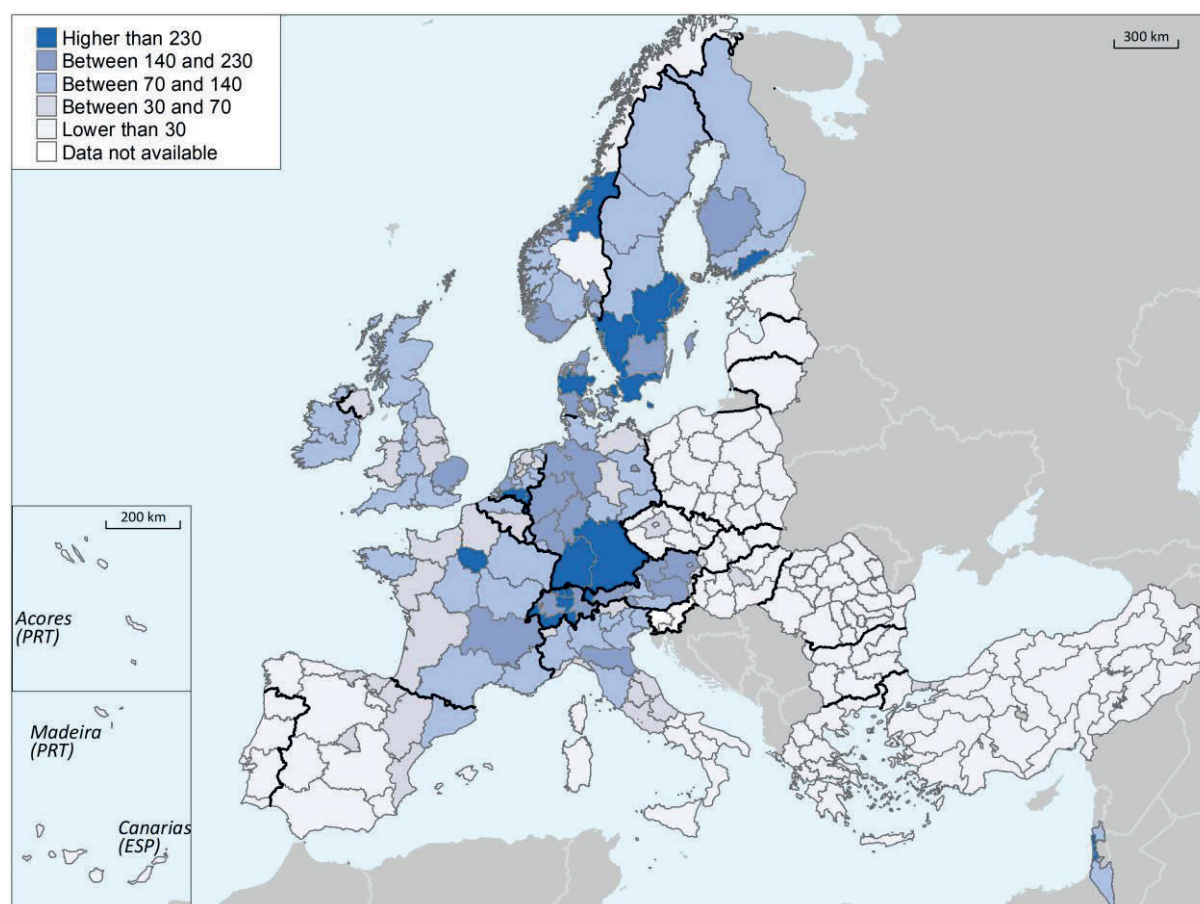 Higher than 230
Between 140 and 230
Between 70 and 140
Between 30 and 70
Lower than 30
Data not available
300 km
200 km
Acores
(PRT)
Madeira
(PRT)
Canarias
(ESP)